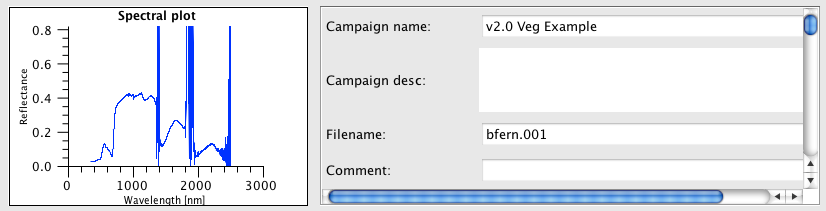 Spectral plot
0.8
0.6
0.4
0.2
0.0
Reflectance
0 1000 2000 3000
Wavelength [nm]
Campaign name: v2.0 Veg Example
Campaign desc:
Filename: bfern.001
Comment: